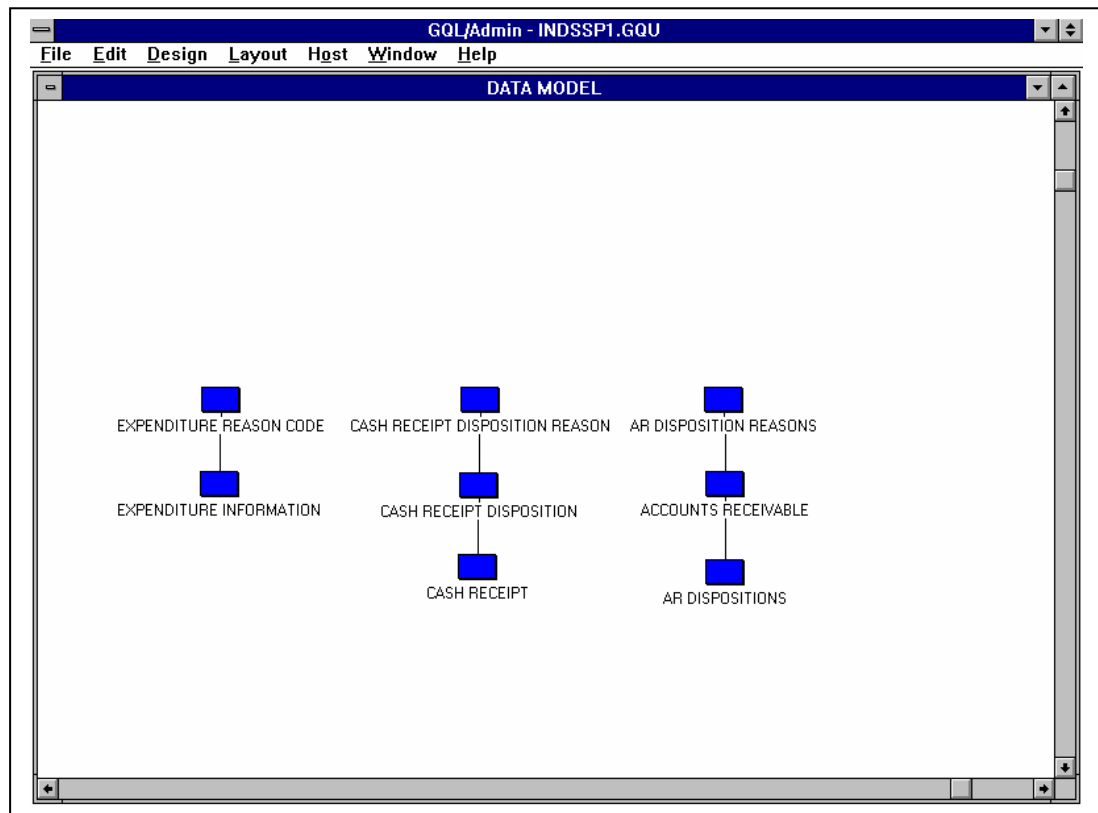 GQL/Admin - INDSSP1.GQU
File Edit Design Layout Host Window Help
DATA MODEL
EXPENDITURE REASON CODE CASH RECEIPT DISPOSITION REASON AR DISPOSITION REASONS
EXPENDITURE INFORMATION CASH RECEIPT DISPOSITION ACCOUNTS RECEIVABLE
CASH RECEIPT AR DISPOSITIONS